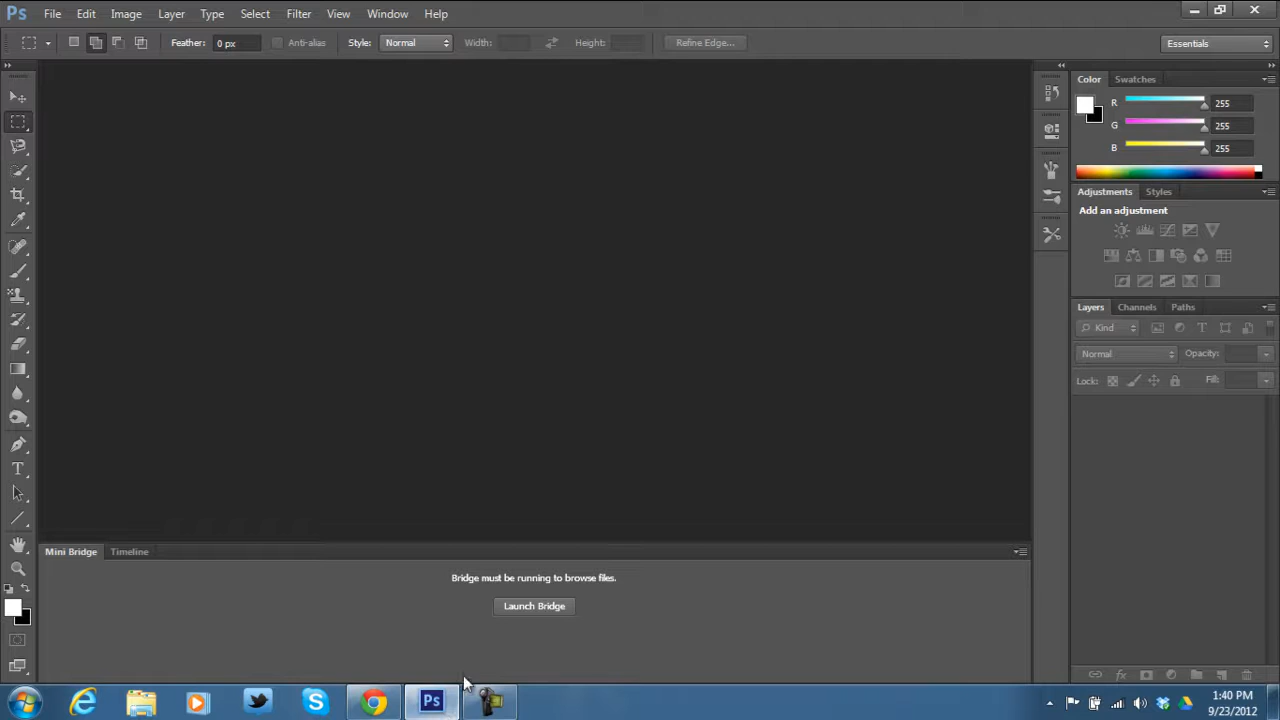 Ps File Edit Image Layer Type Select Filter View Window Help
Feather: 0 px Anti-alias Style: Normal Width: Height: Refine Edge... Essentials
Color Swatches
R 255
G 255
B 255
Adjustments Styles
Add an adjustment
Layers Channels Paths
Kind
Normal Opacity:
Lock: Fill:
Mini Bridge Timeline
Bridge must be running to browse files.
Launch Bridge
T
Ps
1:40 PM
9/23/2012